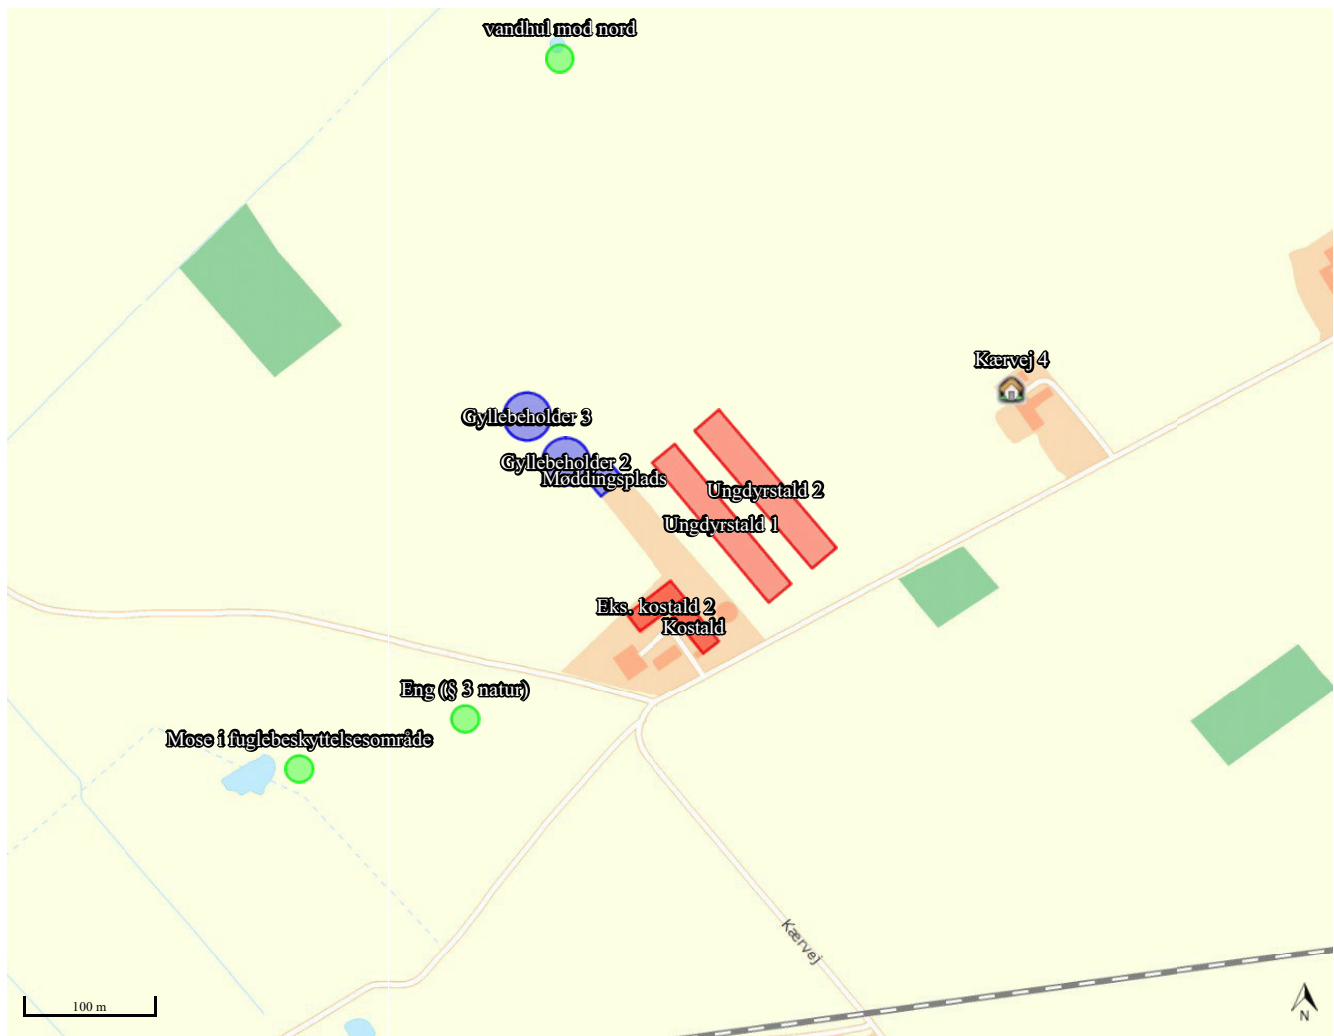 vandhul mod nord
Kærvej 4
Gyllebeholder 3
Gyllebeholder 2
Møddingsplads
Ungdyrstald 2
Ungdyrstald 1
Eks. kostald 2
Kostald
Eng (§ 3 natur)
Mose i fuglebeskyttelsesområde
Kærvej
100 m
N